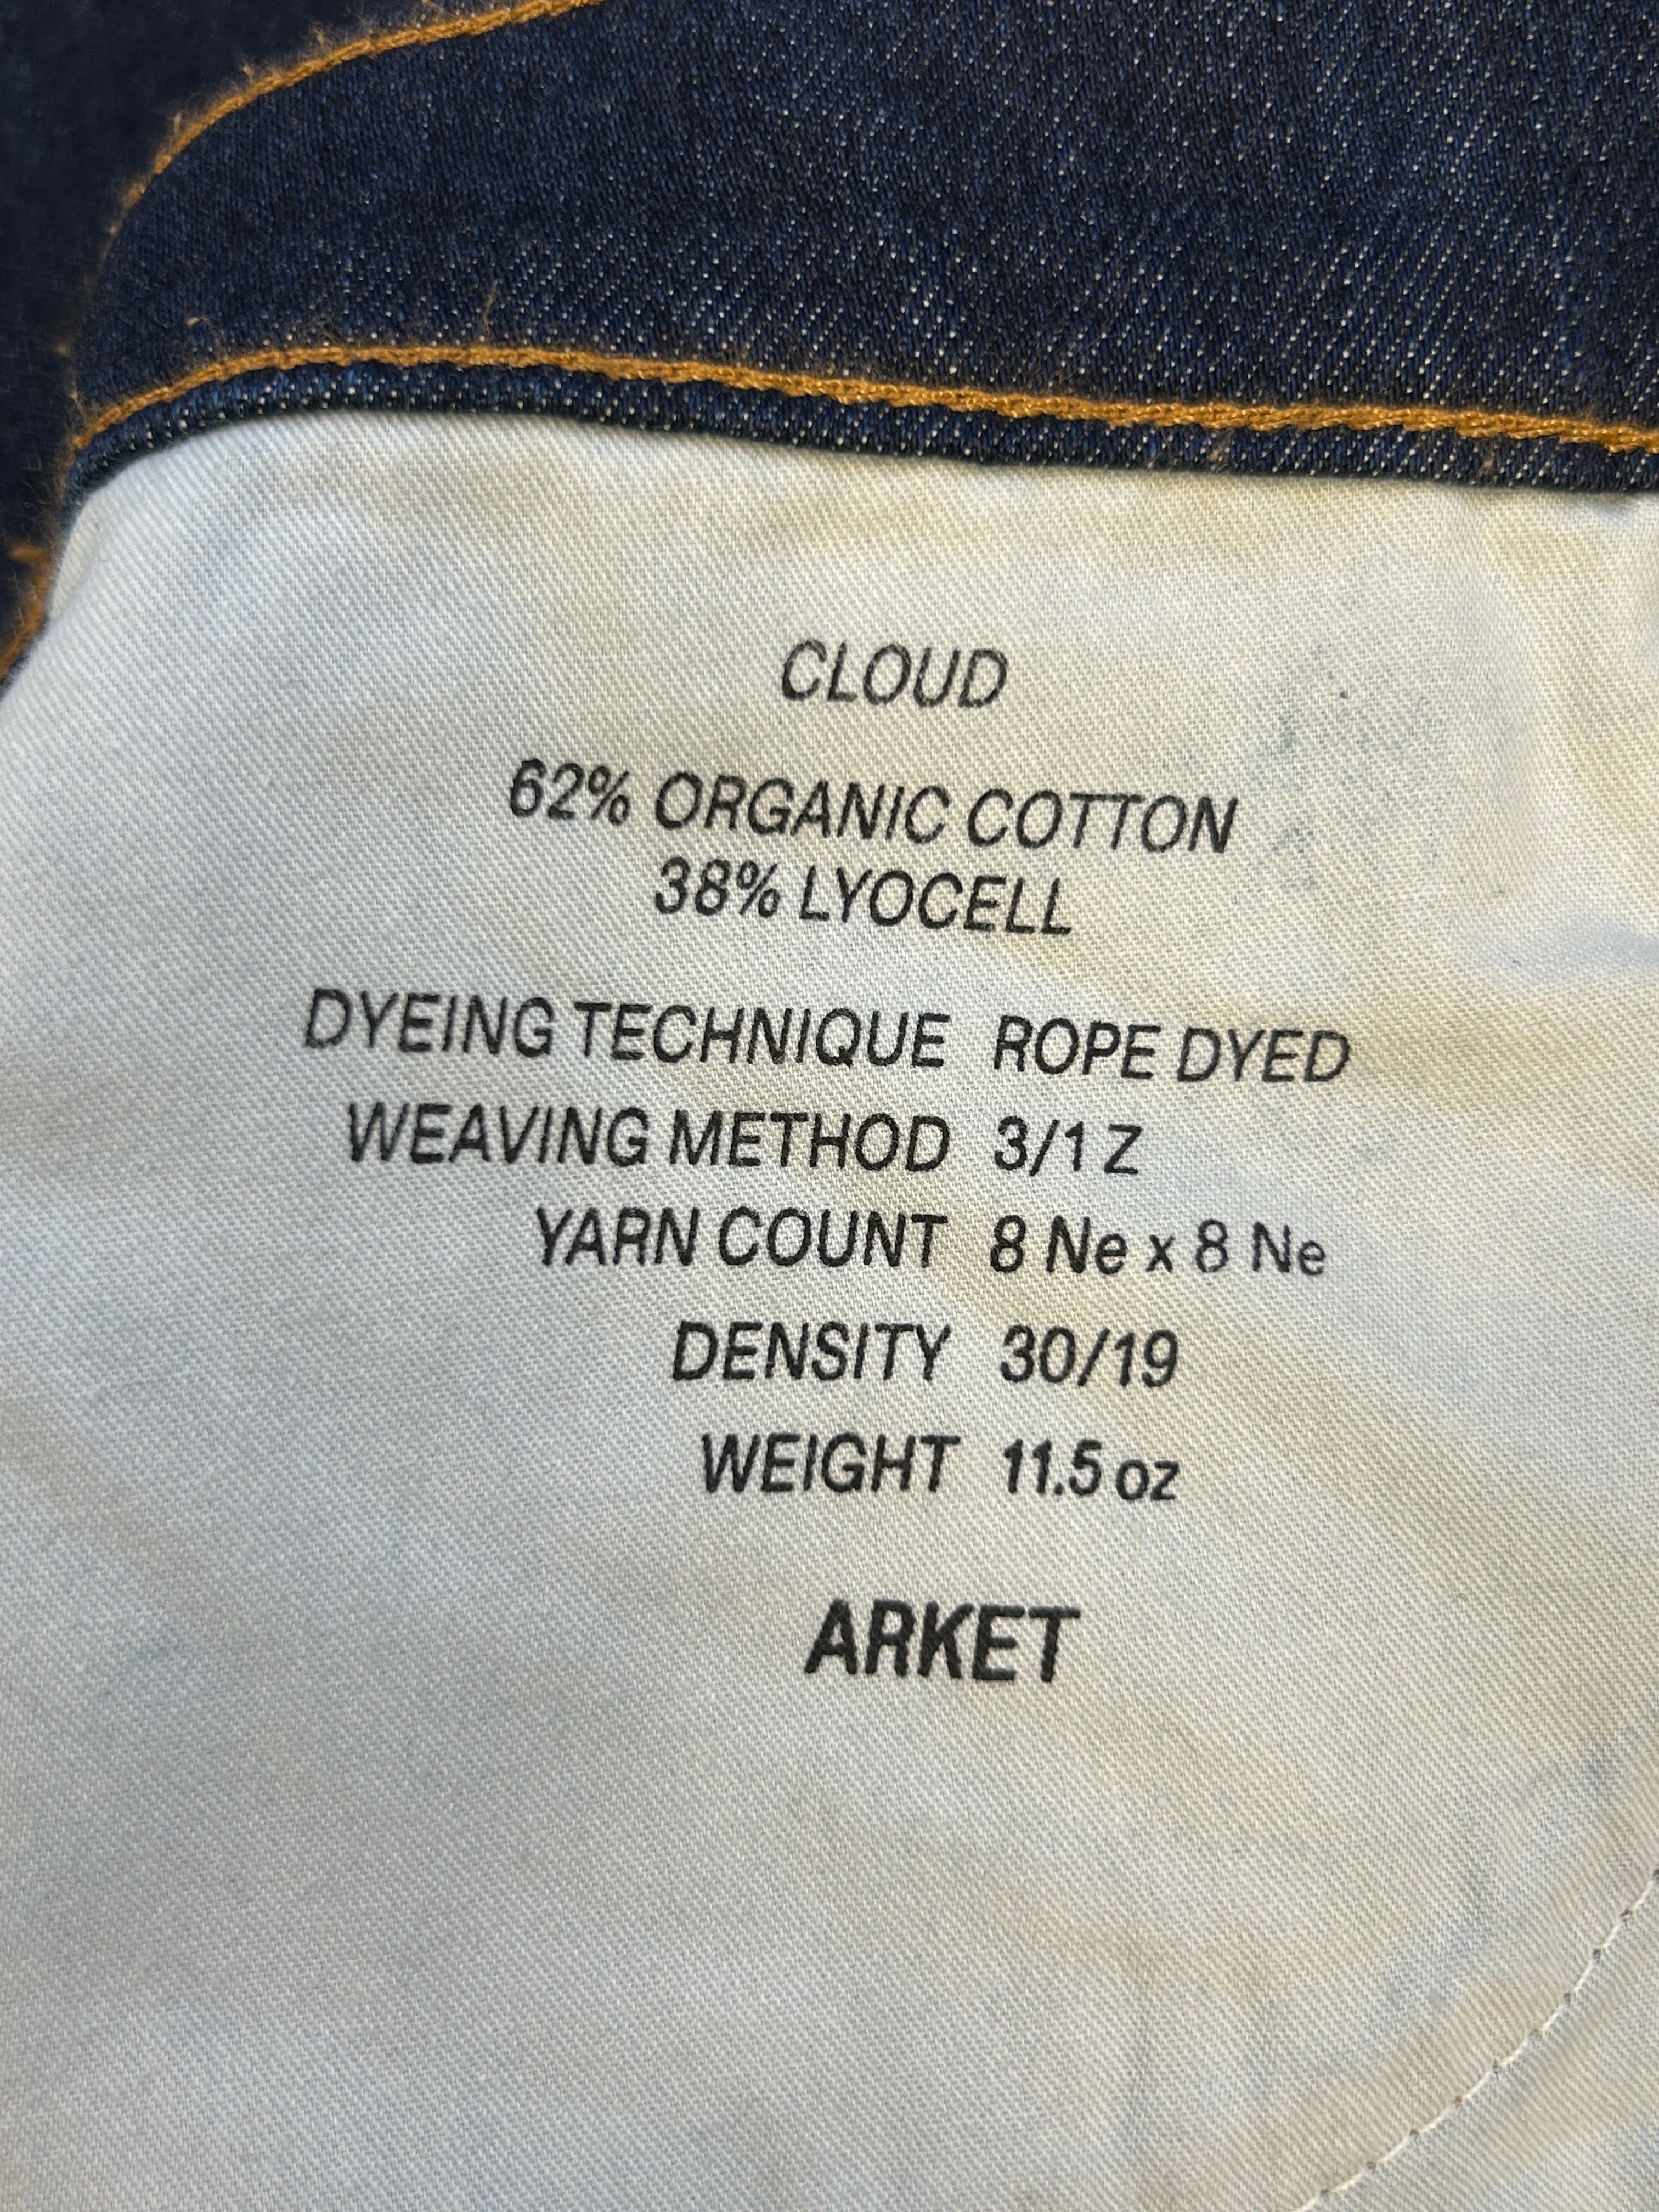 CLOUD
62% ORGANIC COTTON
38% LYOCELL
DYEING TECHNIQUE ROPE DYED
WEAVING METHOD 3/1 Z
YARN COUNT 8 Ne x 8 Ne
DENSITY 30/19
WEIGHT 11.5 oz
ARKET